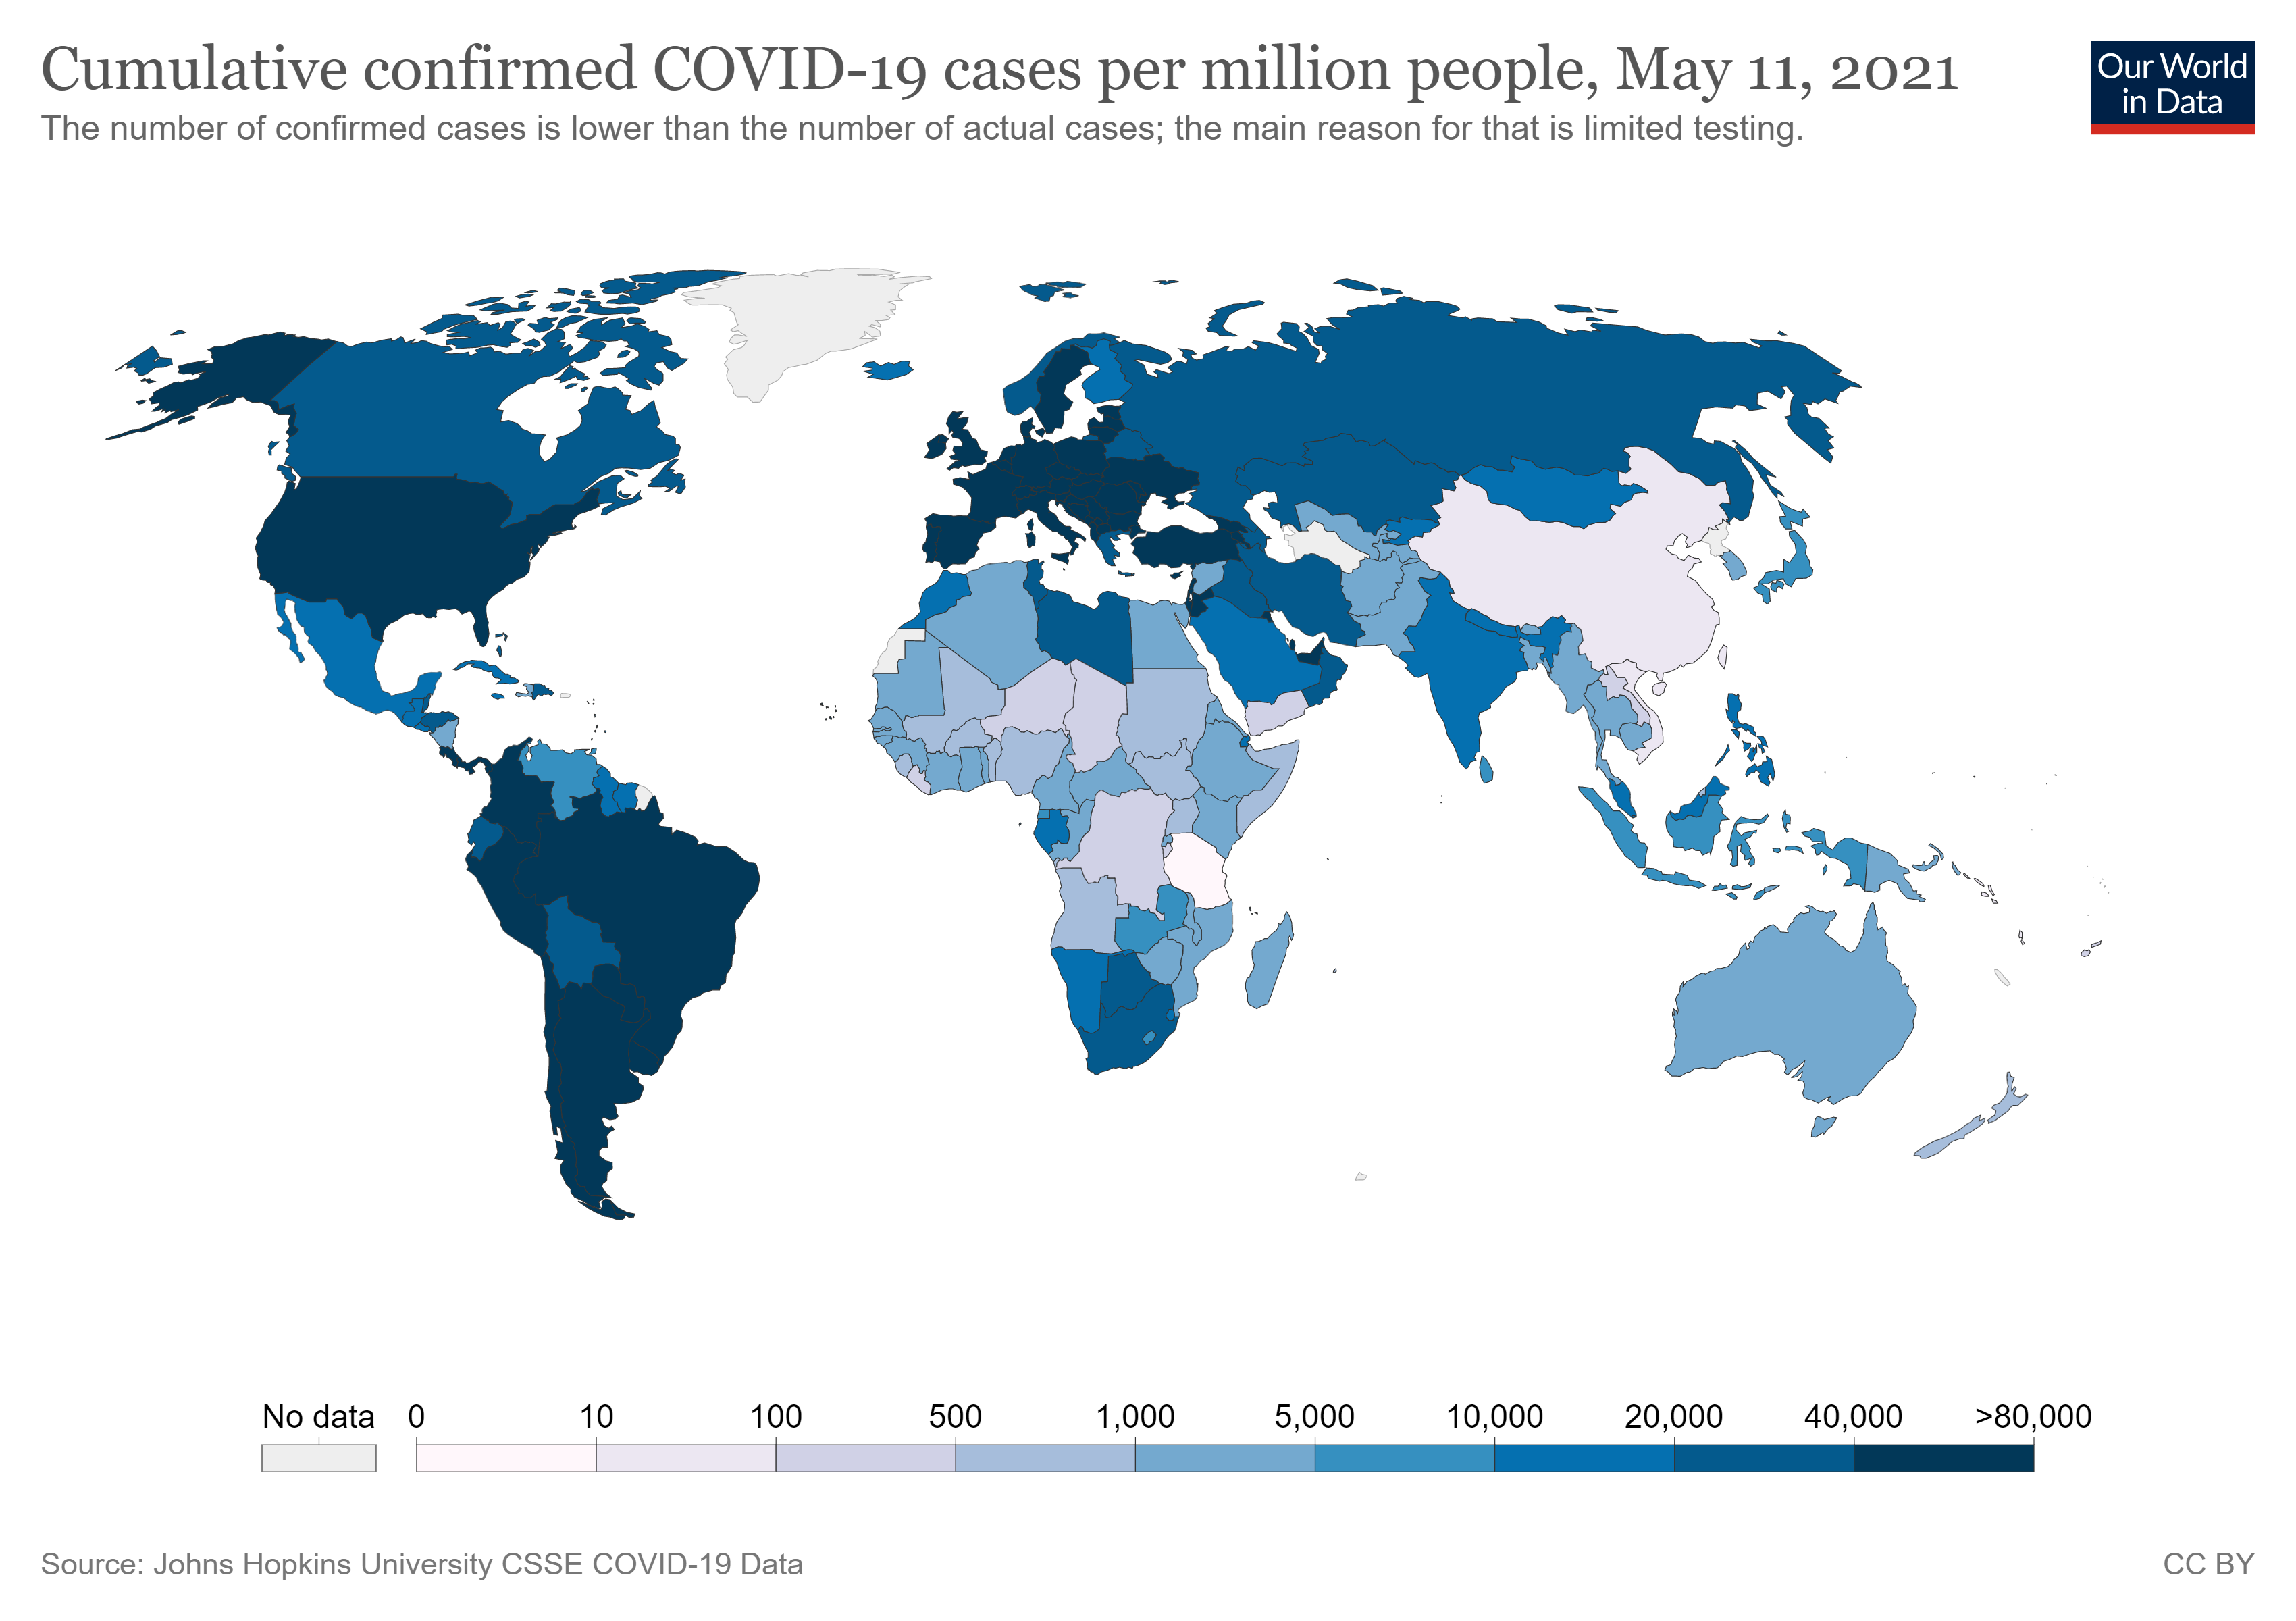 Cumulative confirmed COVID-19 cases per million people, May 11, 2021
The number of confirmed cases is lower than the number of actual cases; the main reason for that is limited testing.
Our World
in Data
No data 0 10 100 500 1,000 5,000 10,000 20,000 40,000 >80,000
Source: Johns Hopkins University CSSE COVID-19 Data
CC BY